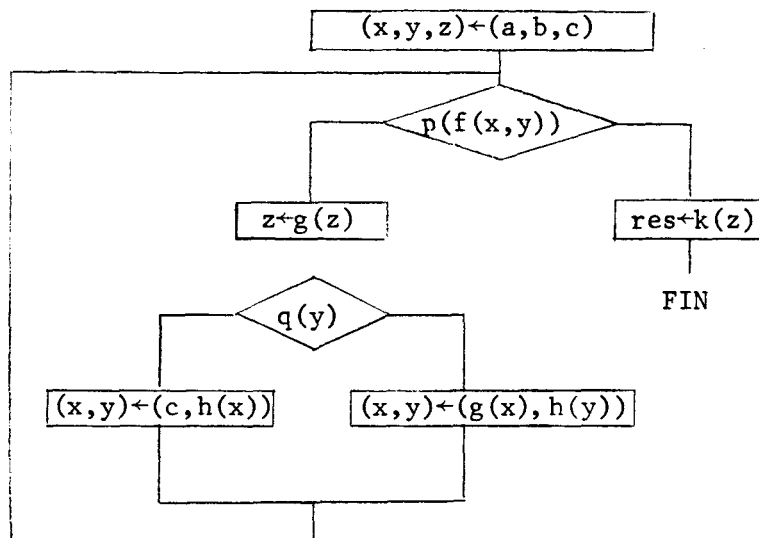 (x,y,z)←(a,b,c)
p(f(x,y))
z←g(z)
res←k(z)
FIN
q(y)
(x,y)←(c,h(x))
(x,y)←(g(x),h(y))